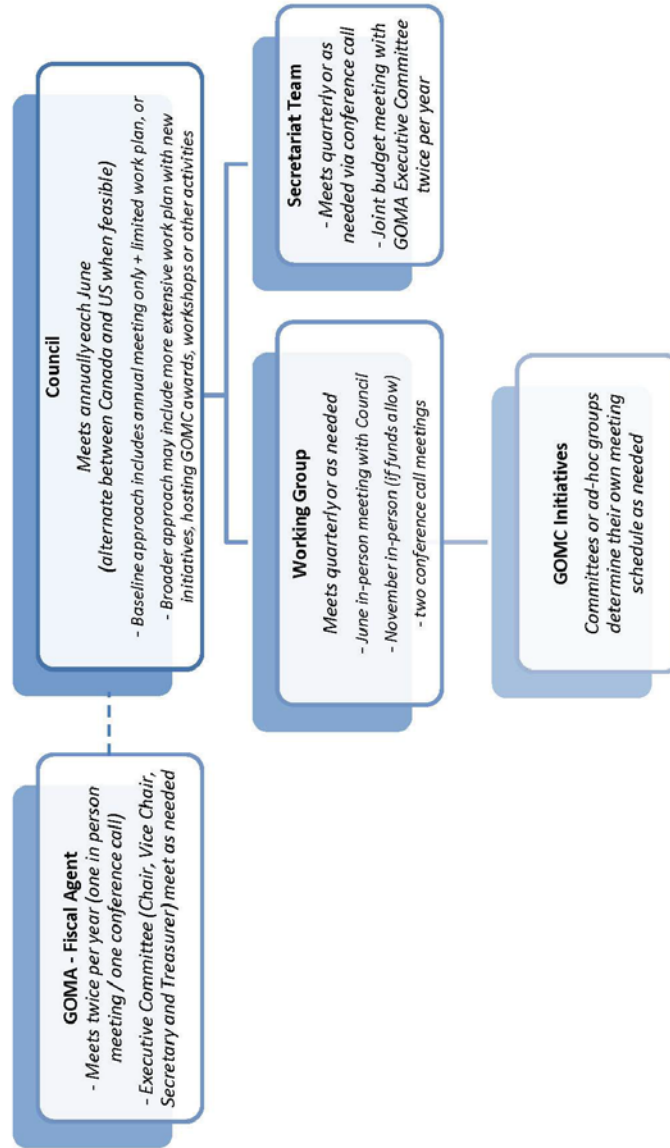 GOMA - Fiscal Agent
- Meets twice per year (one in person
meeting / one conference call)
- Executive Committee (Chair, Vice Chair,
Secretary and Treasurer) meet as needed
Council
Meets annually each June
(alternate between Canada and US when feasible)
- Baseline approach includes annual meeting only + limited work plan, or
- Broader approach may include more extensive work plan with new
initiatives, hosting GOMC awards, workshops or other activities
Working Group
Meets quarterly or as needed
- June in-person meeting with Council
- November in-person (if funds allow)
- two conference call meetings
Secretariat Team
- Meets quarterly or as
needed via conference call
- Joint budget meeting with
GOMA Executive Committee
twice per year
GOMC Initiatives
Committees or ad-hoc groups
determine their own meeting
schedule as needed